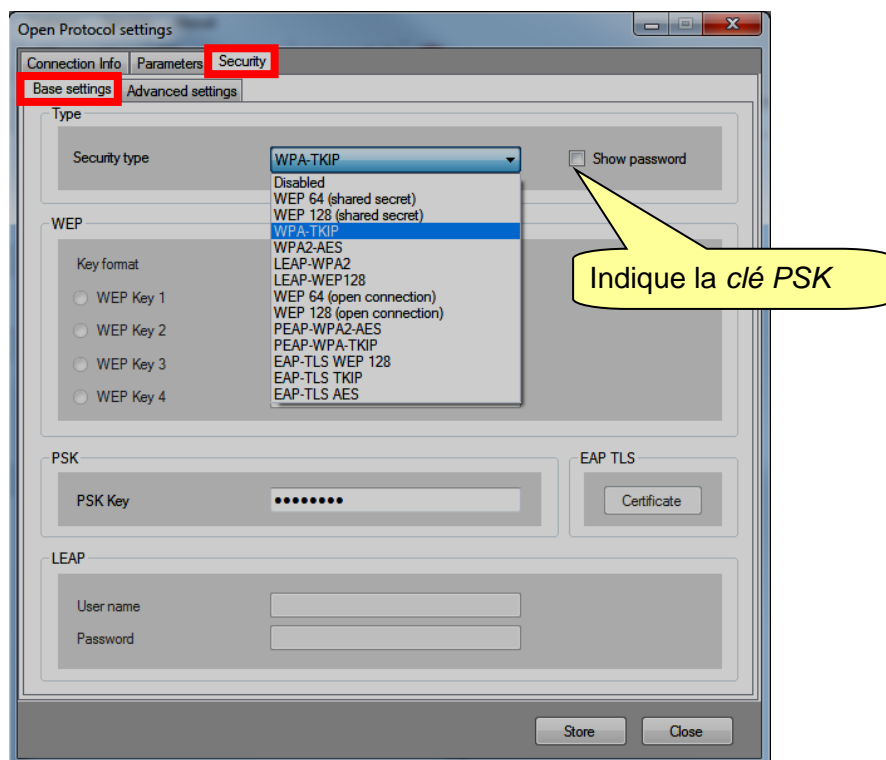 Open Protocol settings
Connection Info Parameters Security
Base settings Advanced settings
Type
Security type WPA-TKIP Show password
Disabled
WEP 64 (shared secret)
WEP 128 (shared secret)
WPA-TKIP
WPA2-AES
LEAP-WPA2
LEAP-WEP128
WEP 64 (open connection)
WEP 128 (open connection)
PEAP-WPA2-AES
PEAP-WPA-TKIP
EAP-TLS WEP 128
EAP-TLS TKIP
EAP-TLS AES
Indique la clé PSK
WEP
Key format
WEP Key 1
WEP Key 2
WEP Key 3
WEP Key 4
PSK
PSK Key ••••••••
EAP TLS
Certificate
LEAP
User name
Password
Store Close